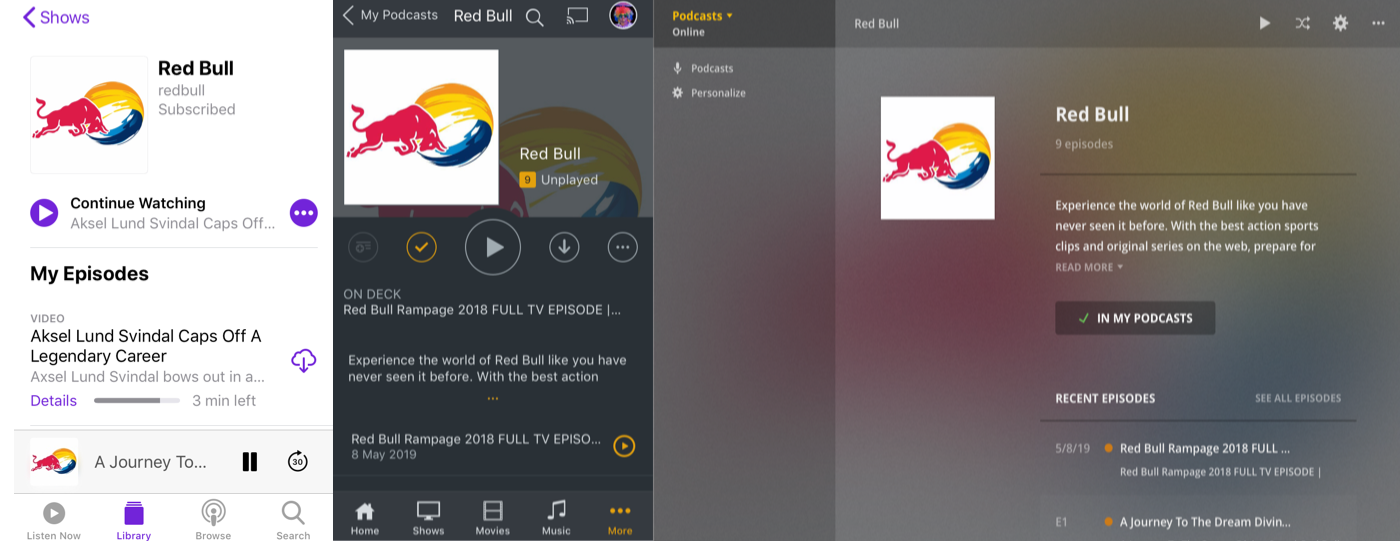 Shows
Red Bull
redbull
Subscribed
Continue Watching
Aksel Lund Svindal Caps Off...
My Episodes
VIDEO
Aksel Lund Svindal Caps Off A
Legendary Career
Axsel Lund Svindal bows out in a...
Details 3 min left
A Journey To... 30
Listen Now Library Browse Search
My Podcasts Red Bull
Red Bull
9 Unplayed
ON DECK
Red Bull Rampage 2018 FULL TV EPISODE |...
Experience the world of Red Bull like you have
never seen it before. With the best action
...
Red Bull Rampage 2018 FULL TV EPISO...
8 May 2019
Home Shows Movies Music More
Podcasts
Online
Podcasts
Personalize
Red Bull
Red Bull
9 episodes
Experience the world of Red Bull like you have
never seen it before. With the best action sports
clips and original series on the web, prepare for
READ MORE
IN MY PODCASTS
RECENT EPISODES SEE ALL EPISODES
5/8/19 Red Bull Rampage 2018 FULL ...
Red Bull Rampage 2018 FULL TV EPISODE |
E1 A Journey To The Dream Divin...